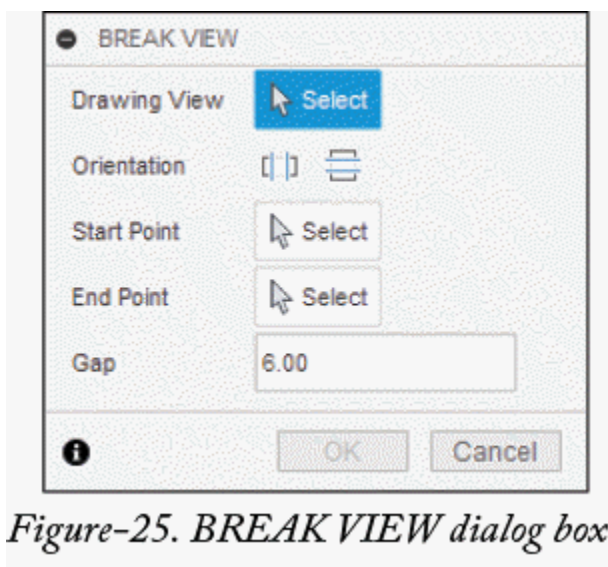 BREAK VIEW
Drawing View Select
Orientation
Start Point Select
End Point Select
Gap 6.00
OK Cancel
Figure-25. BREAK VIEW dialog box